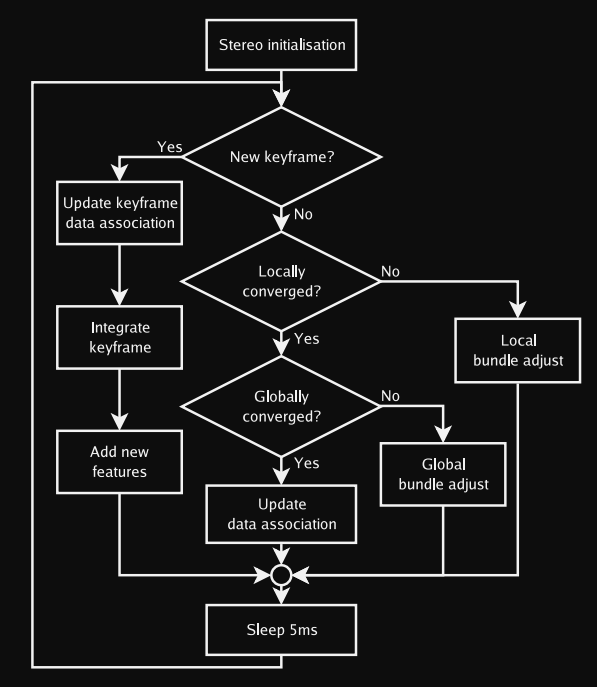 Stereo initialisation
New keyframe?
Yes
No
Update keyframe
data association
Locally
converged?
No
Yes
Integrate
keyframe
Local
bundle adjust
Globally
converged?
No
Yes
Add new
features
Global
bundle adjust
Update
data association
Sleep 5ms